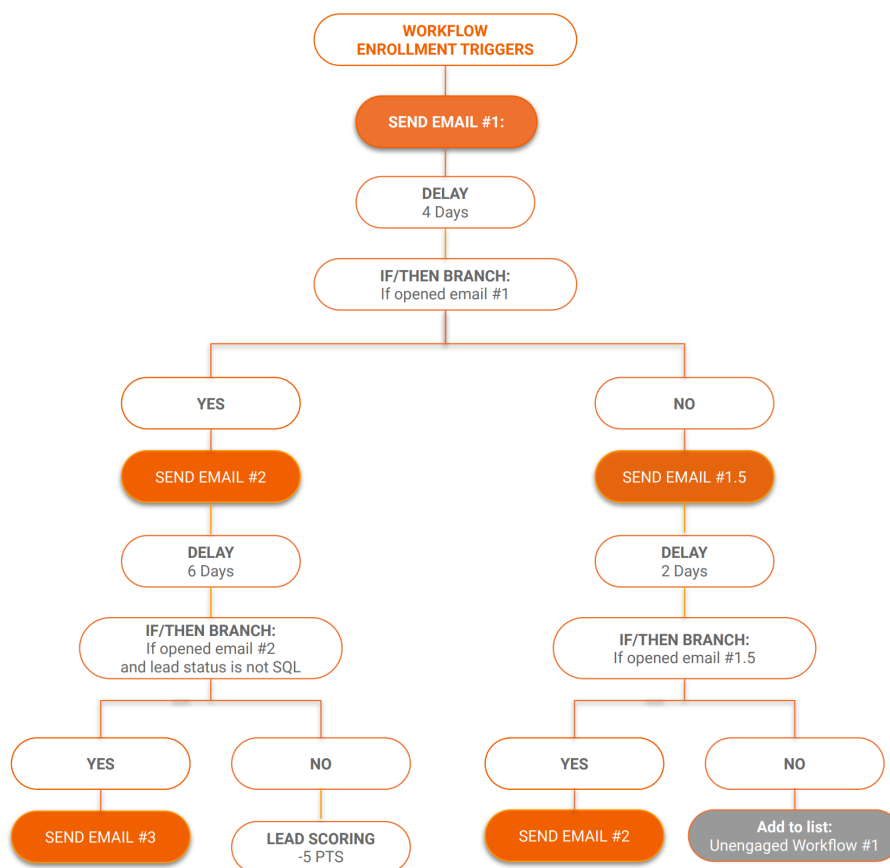 WORKFLOW
ENROLLMENT TRIGGERS
SEND EMAIL #1:
DELAY
4 Days
IF/THEN BRANCH:
If opened email #1
YES
NO
SEND EMAIL #2
SEND EMAIL #1.5
DELAY
6 Days
DELAY
2 Days
IF/THEN BRANCH:
If opened email #2
and lead status is not SQL
IF/THEN BRANCH:
If opened email #1.5
YES
NO
YES
NO
SEND EMAIL #3
LEAD SCORING
-5 PTS
SEND EMAIL #2
Add to list:
Unengaged Workflow #1